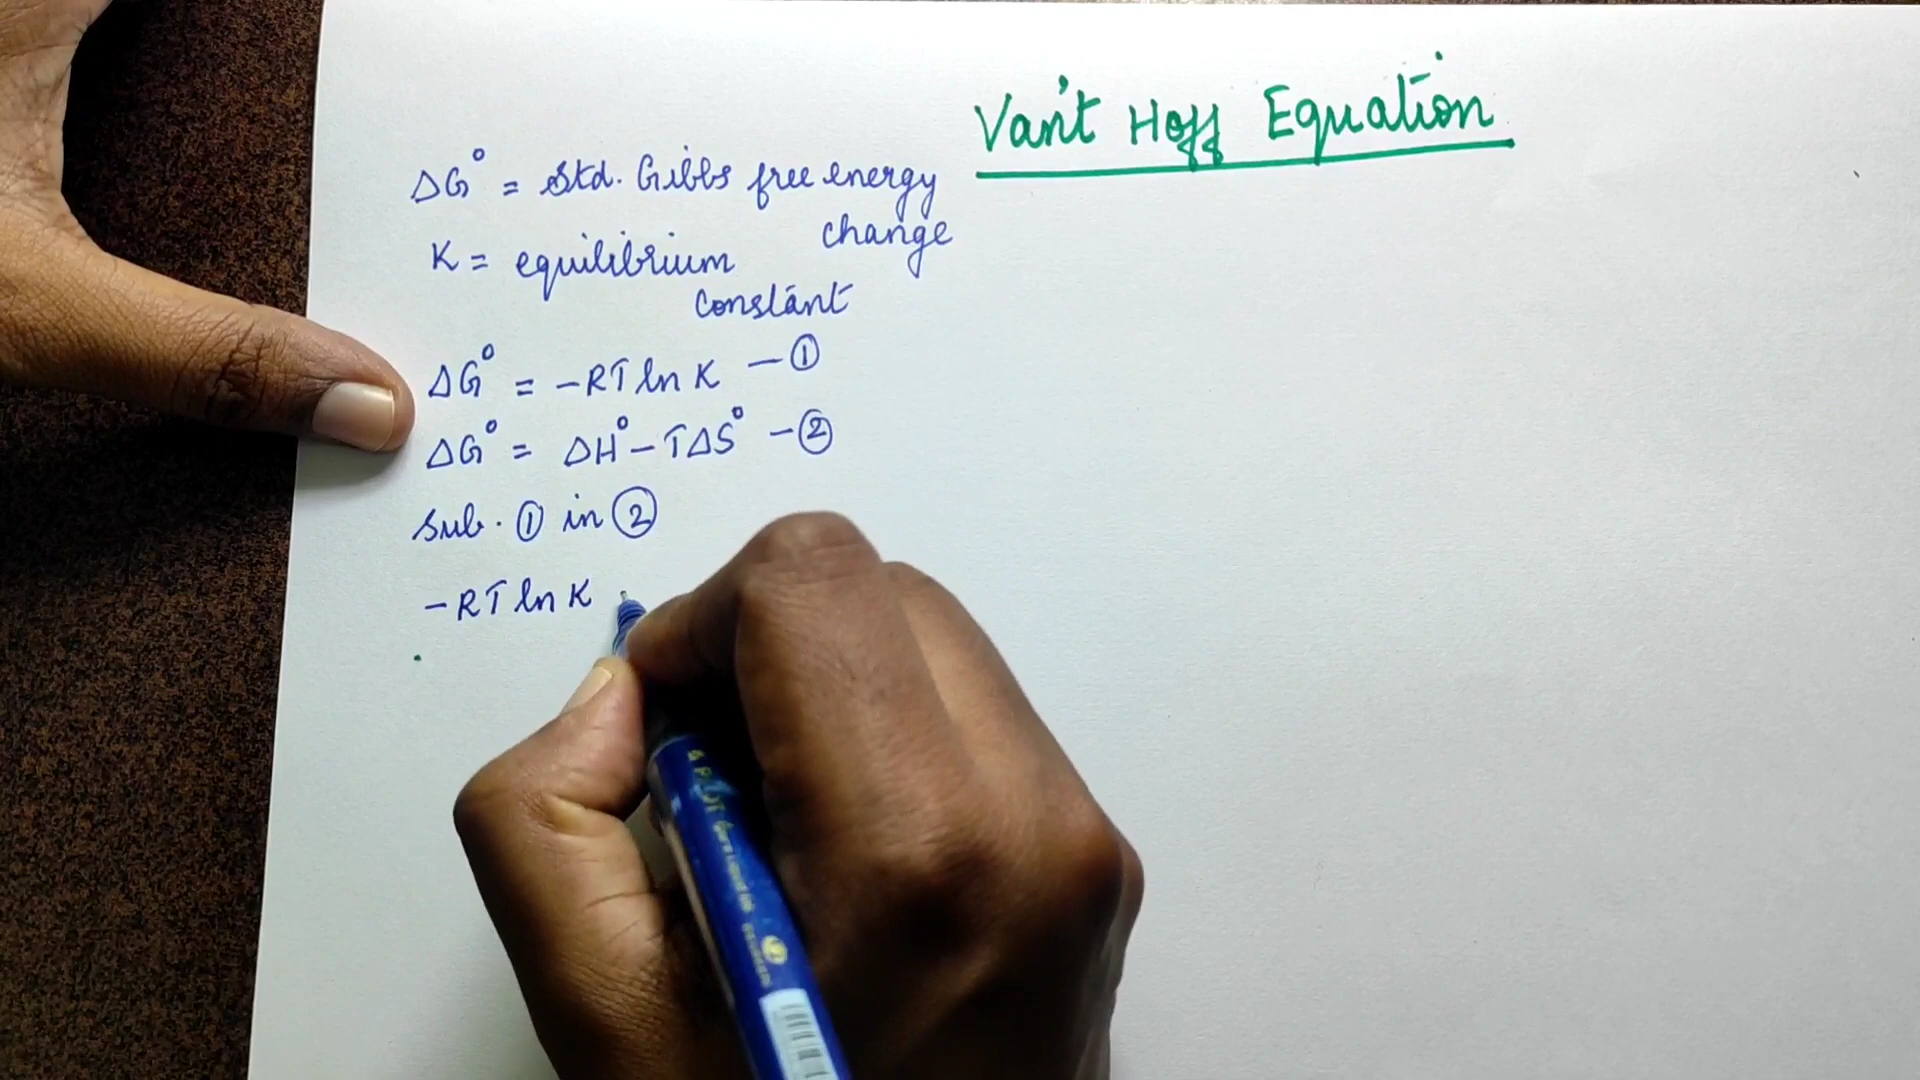 Van't Hoff Equation
ΔG° = Std. Gibbs free energy
change
K = equilibrium
constant
ΔG° = -RT ln K — ①
ΔG° = ΔH° - TΔS° - ②
Sub. ① in ②
-RT ln K
PILOT